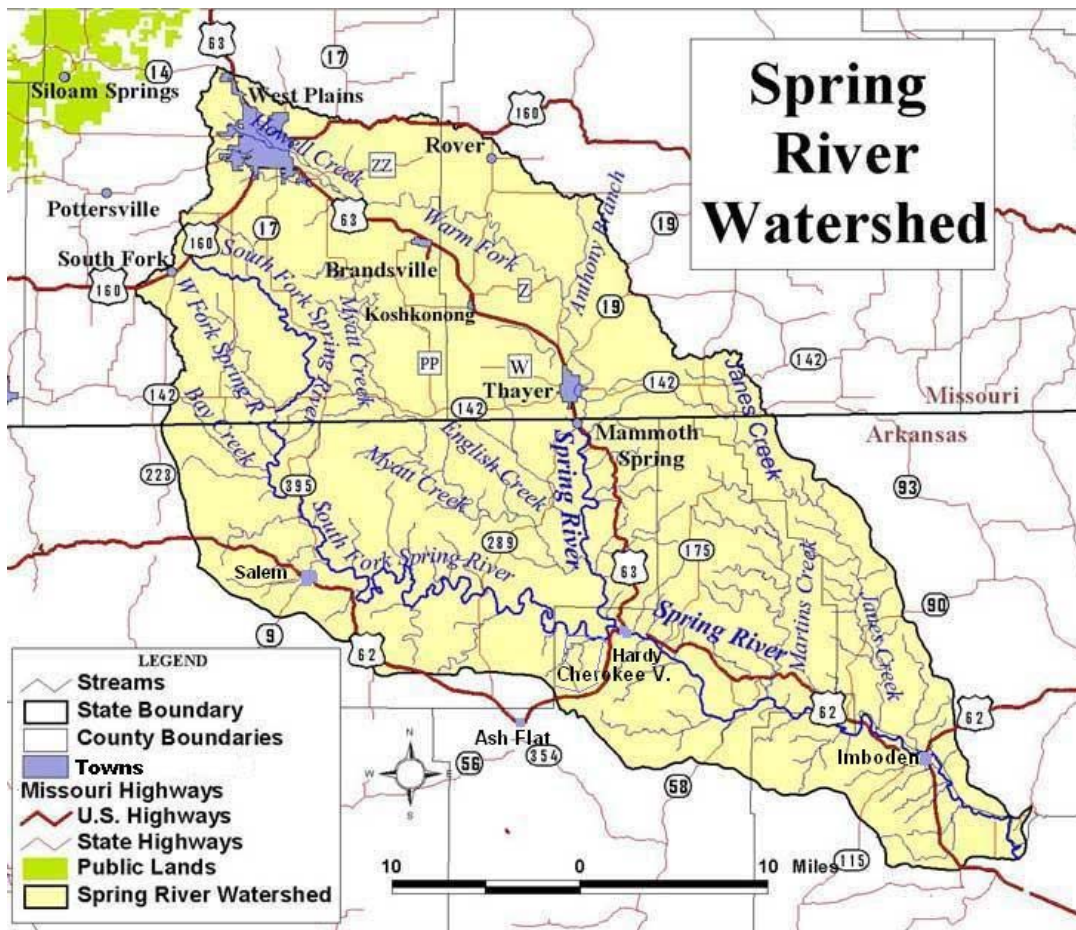 Spring
River
Watershed
63
14
17
Siloam Springs
West Plains
160
Howell Creek
ZZ
Rover
Pottersville
63
Warm Fork
Anthony Branch
19
17
160
South Fork
160
South Fork Spring River
Brandsville
Z
19
W Fork Spring R
Myatt Creek
Koshkonong
PP
W
142
Thayer
142
Janes Creek
Missouri
142
Bay Creek
142
Arkansas
Mammoth
Spring
English Creek
Spring River
Myatt Creek
223
395
93
South Fork Spring River
289
175
63
Salem
Martins Creek
Janes Creek
90
9
Spring River
62
Hardy
Cherokee V.
62
62
Ash Flat
Imboden
56
354
58
115
N
W
E
S
10
0
10
Miles
LEGEND
Streams
State Boundary
County Boundaries
Towns
Missouri Highways
U.S. Highways
State Highways
Public Lands
Spring River Watershed